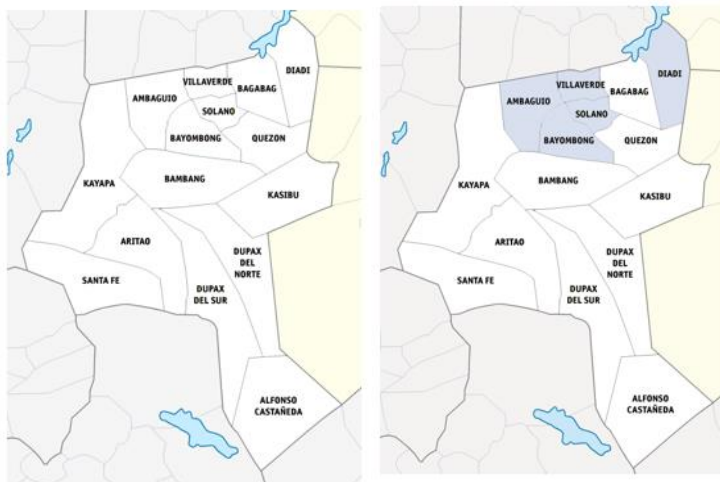 DIADI
VILLAVERDE
BAGABAG
AMBAGUIO
SOLANO
BAYOMBONG
QUEZON
BAMBANG
KAYAPA
KASIBU
ARITAO
DUPAX
DEL
NORTE
SANTA FE
DUPAX
DEL SUR
ALFONSO
CASTAÑEDA
DIADI
VILLAVERDE
BAGABAG
AMBAGUIO
SOLANO
BAYOMBONG
QUEZON
BAMBANG
KAYAPA
KASIBU
ARITAO
DUPAX
DEL
NORTE
SANTA FE
DUPAX
DEL SUR
ALFONSO
CASTAÑEDA